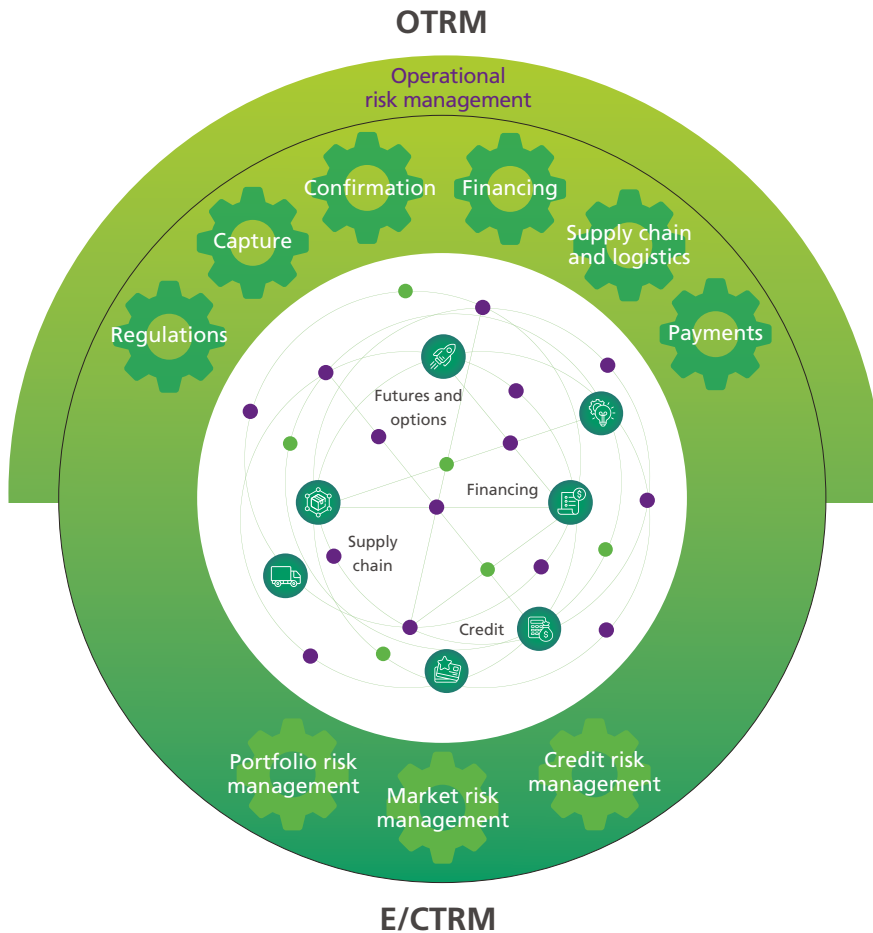 OTRM
Operational
risk management
Confirmation
Financing
Capture
Supply chain
and logistics
Regulations
Payments
Futures and
options
Financing
Supply
chain
Credit
Portfolio risk
management
Market risk
management
Credit risk
management
E/CTRM